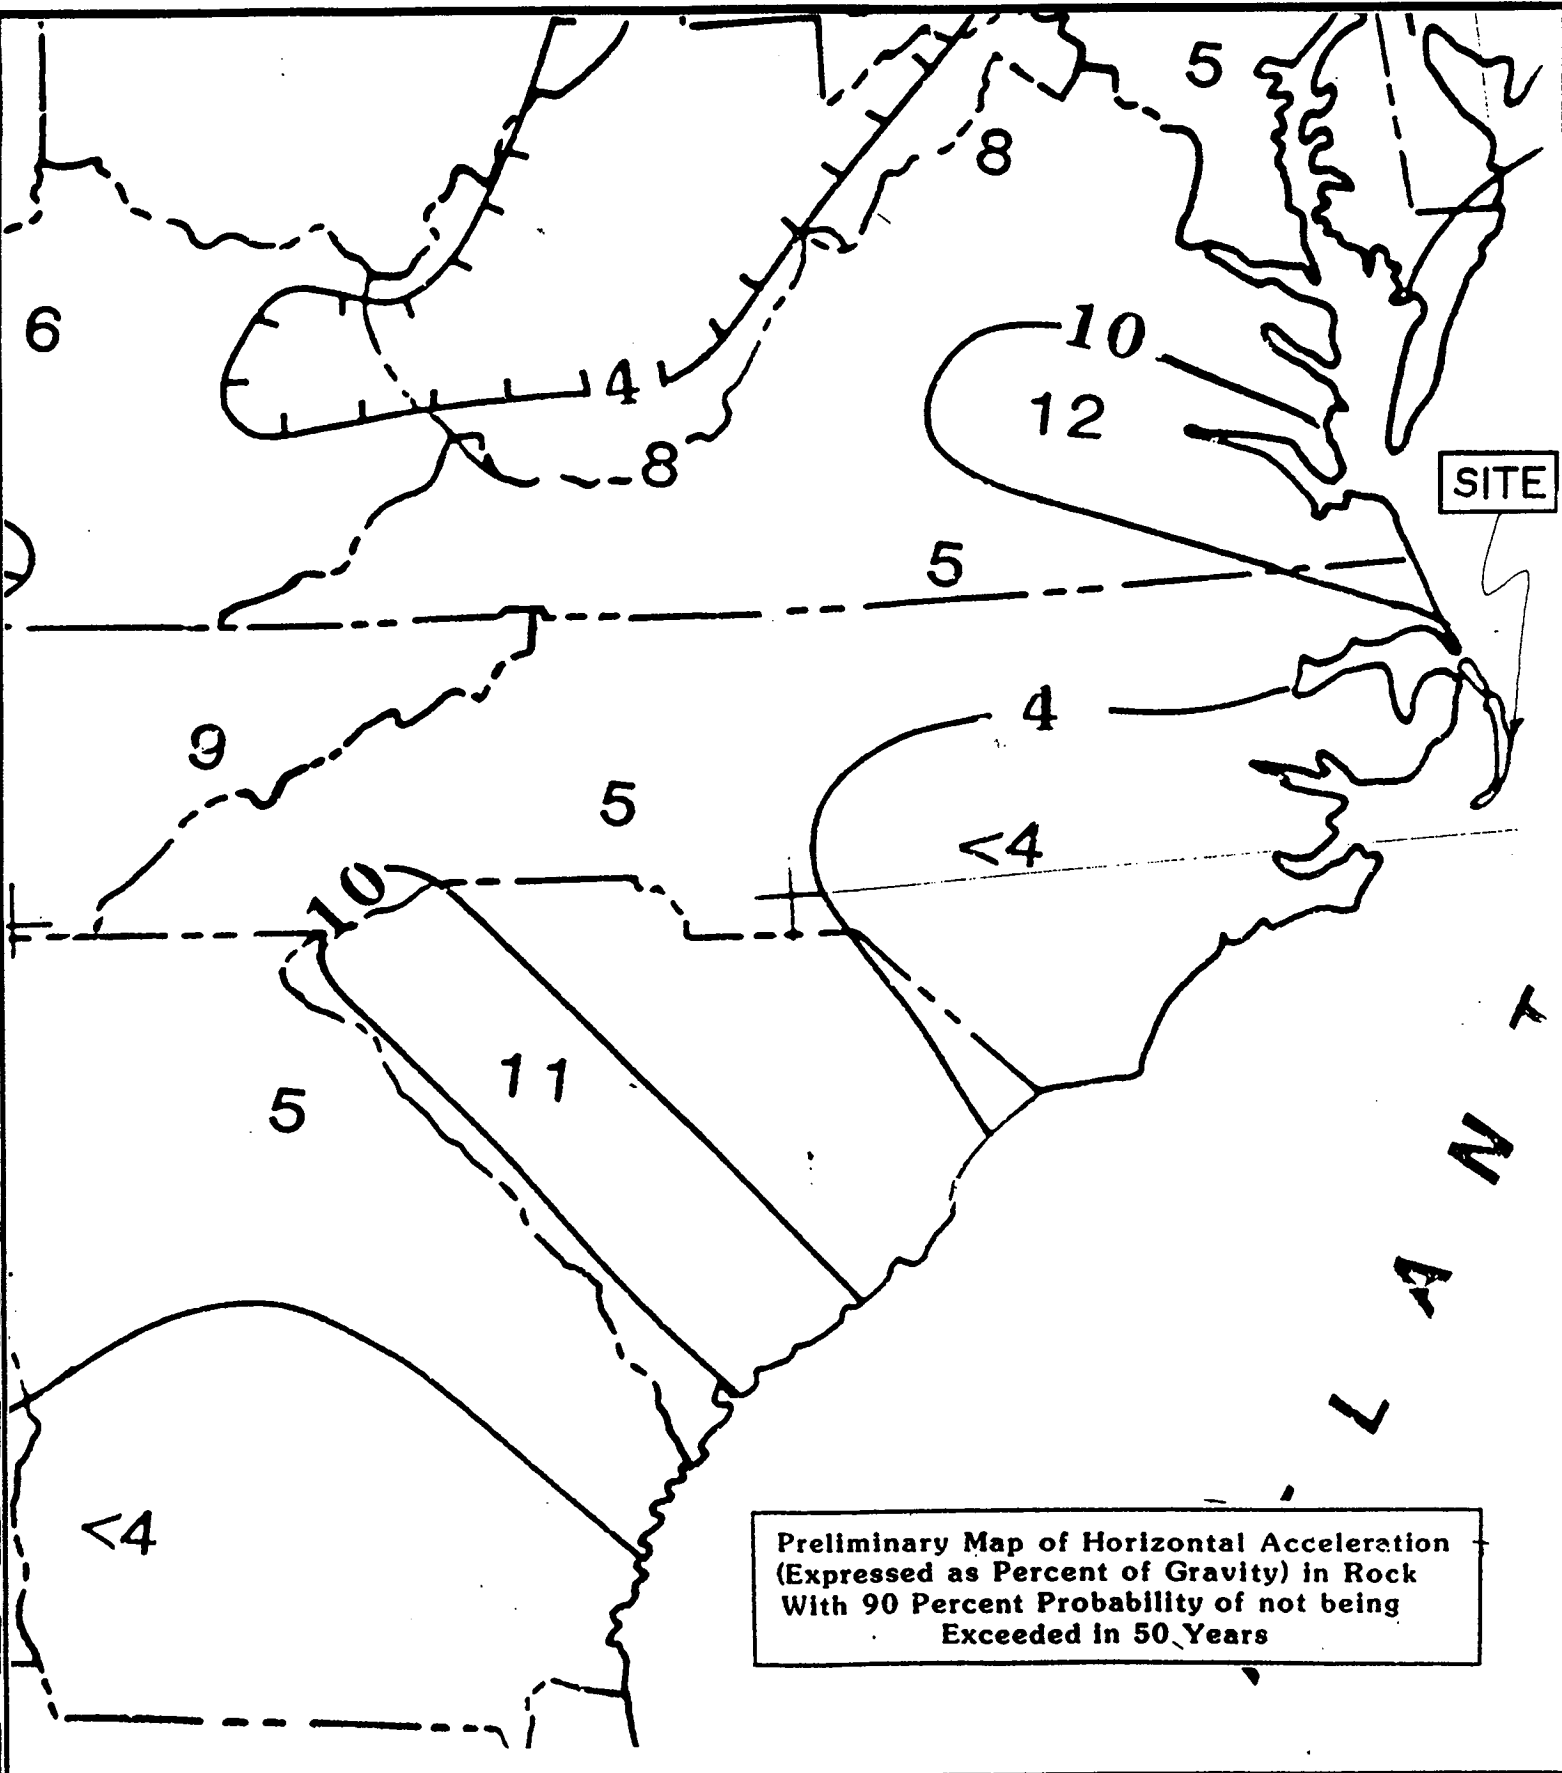 5
8
6
10
12
4
8
SITE
5
4
9
5
<4
10
T
11
5
N
A
L
<4
Preliminary Map of Horizontal Acceleration
(Expressed as Percent of Gravity) in Rock
With 90 Percent Probability of not being
Exceeded in 50 Years